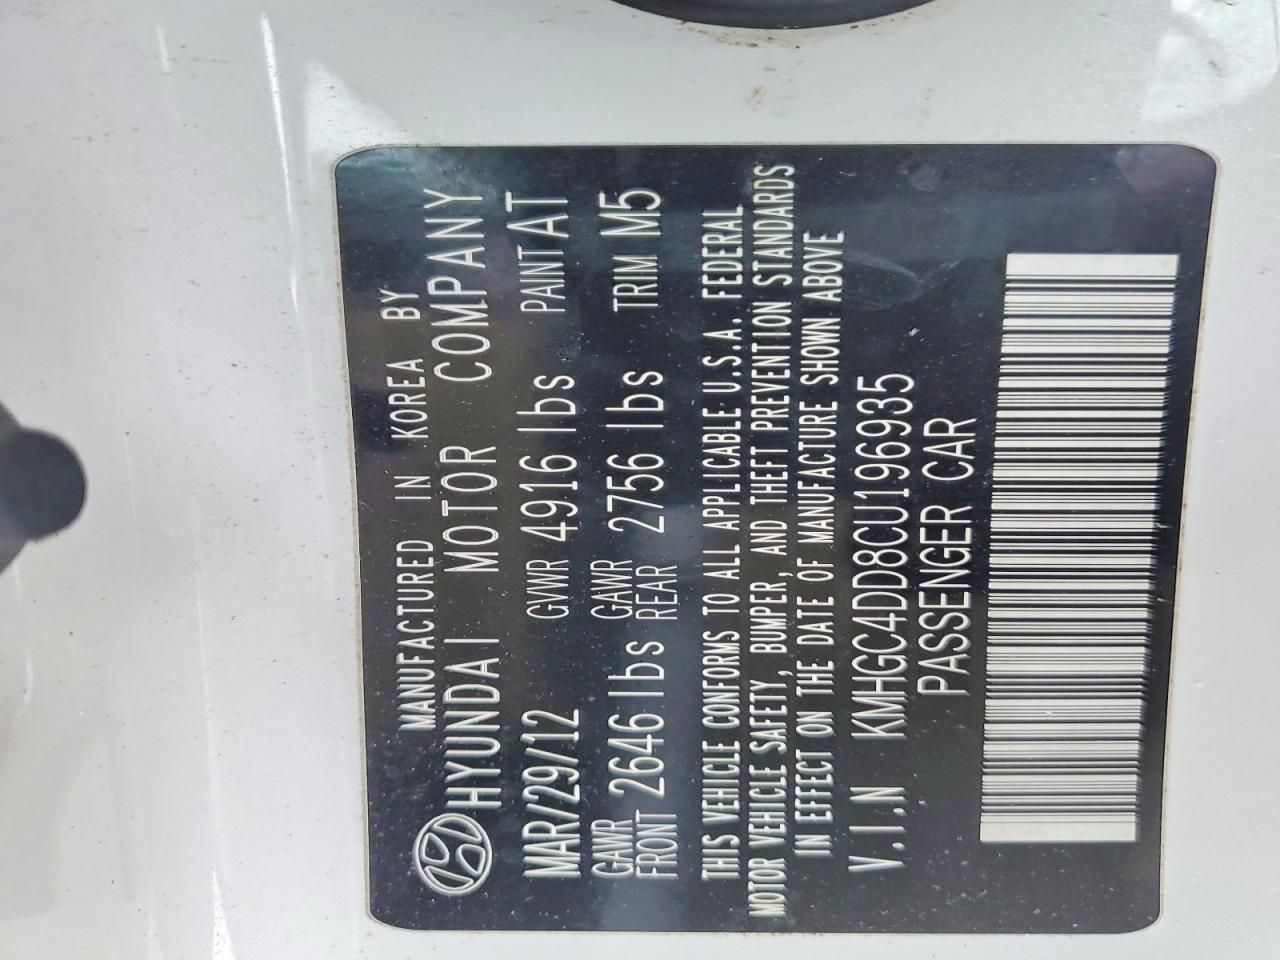 MANUFACTURED IN KOREA BY
HYUNDAI MOTOR COMPANY
MAR/29/12 GVWR 4916 lbs PAINT AT
GAWR FRONT 2646 lbs GAWR REAR 2756 lbs TRIM M5
THIS VEHICLE CONFORMS TO ALL APPLICABLE U.S.A. FEDERAL
MOTOR VEHICLE SAFETY, BUMPER, AND THEFT PREVENTION STANDARDS
IN EFFECT ON THE DATE OF MANUFACTURE SHOWN ABOVE
V.I.N KMHGC4DD8CU196935
PASSENGER CAR